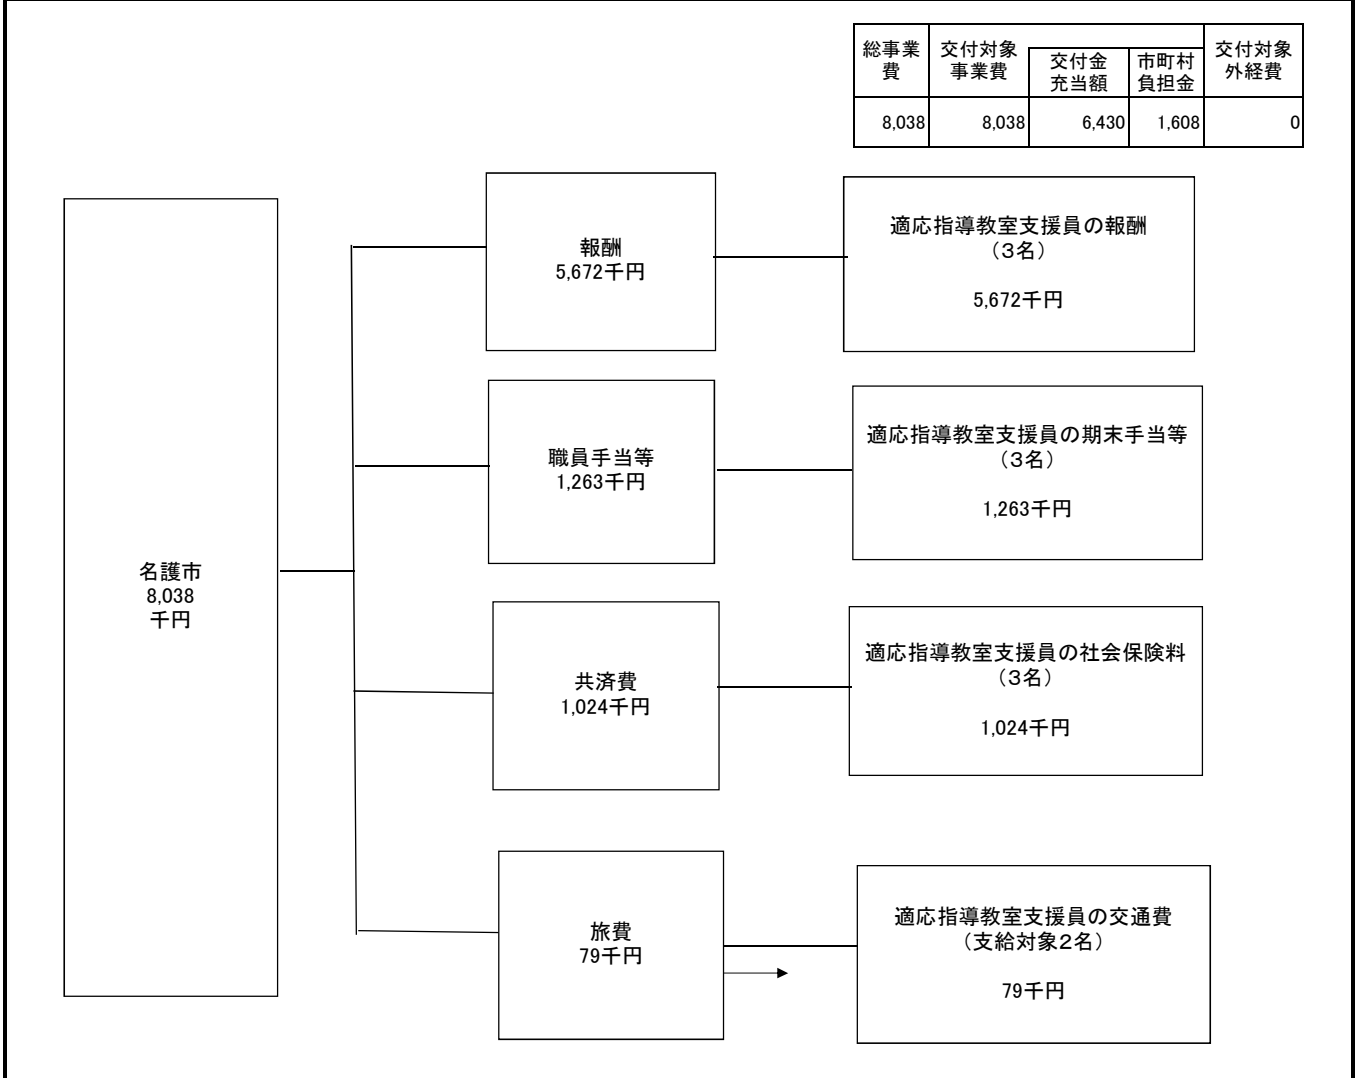 総事業
費
交付対象
事業費
交付金
充当額
市町村
負担金
交付対象
外経費
8,038
8,038
6,430
1,608
0
名護市
8,038
千円
報酬
5,672千円
適応指導教室支援員の報酬
（3名）
5,672千円
職員手当等
1,263千円
適応指導教室支援員の期末手当等
（3名）
1,263千円
共済費
1,024千円
適応指導教室支援員の社会保険料
（3名）
1,024千円
旅費
79千円
適応指導教室支援員の交通費
（支給対象2名）
79千円